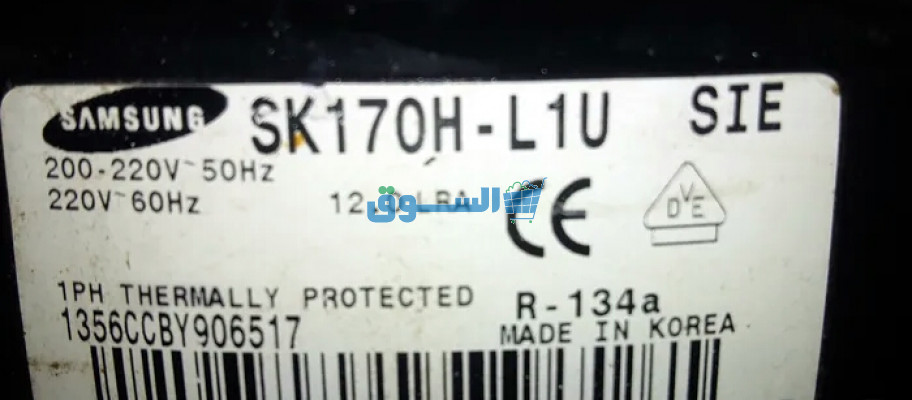 SAMSUNG SK170H-L1U SIE
200-220V~50Hz
220V~60Hz
LRA
السوق
CE
DVE
1PH THERMALLY PROTECTED R-134a
1356CCBY906517 MADE IN KOREA